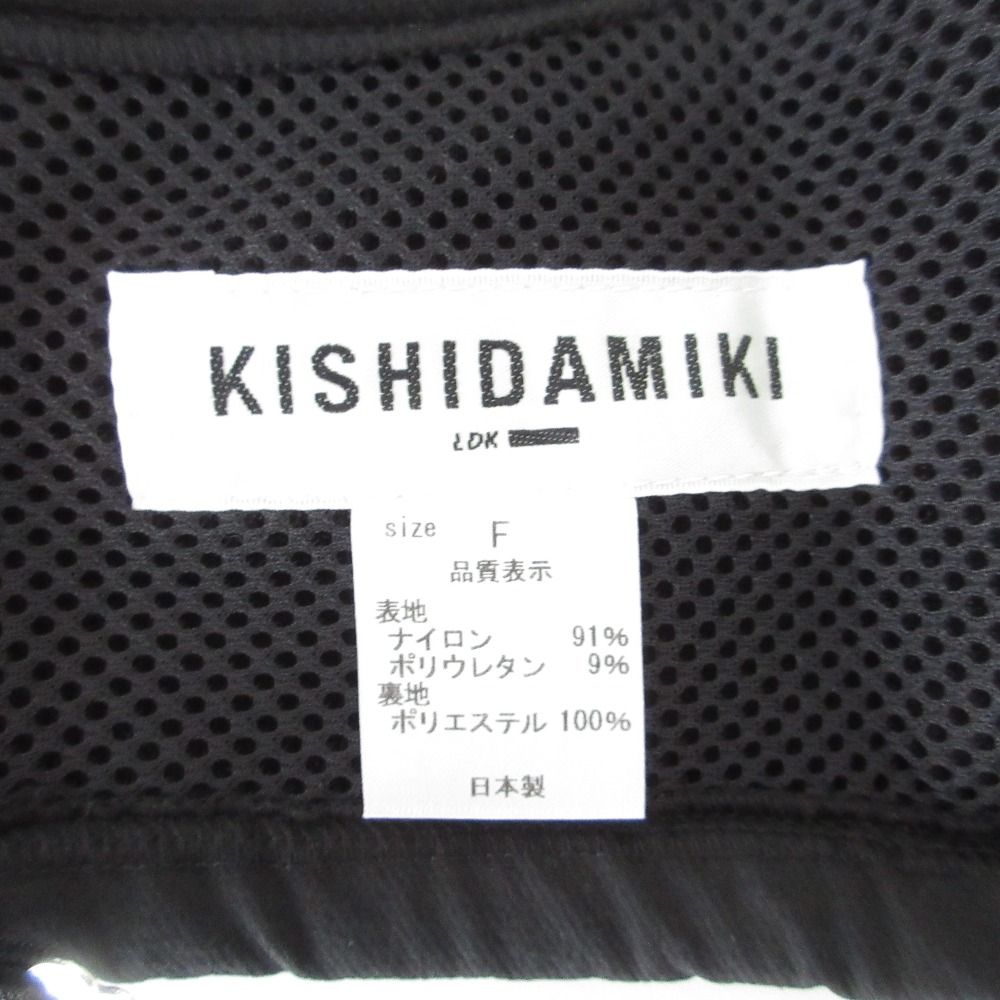 KISHIDAMIKI
LDK
size F
品質表示
表地
ナイロン 91%
ポリウレタン 9%
裏地
ポリエステル 100%
日本製